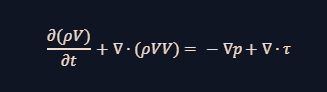 ∂(ρV)/∂t + ∇ · (ρVV) = − ∇p + ∇ · τ